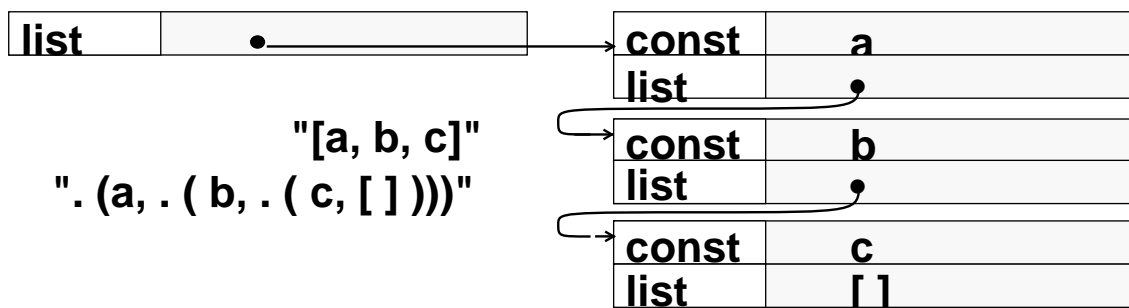 list
const a
list
"[a, b, c]"
const b
". (a, . ( b, . ( c, [ ] )))"
list
const c
list [ ]